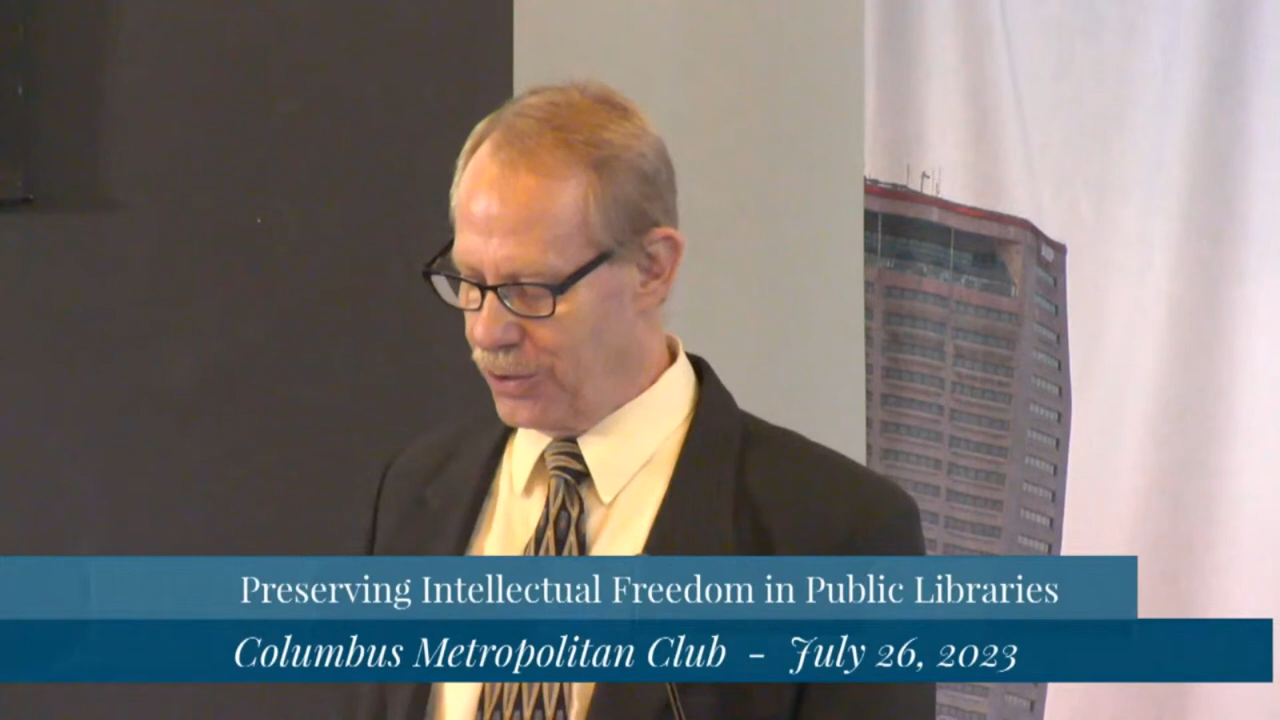 Preserving Intellectual Freedom in Public Libraries
Columbus Metropolitan Club - July 26, 2023